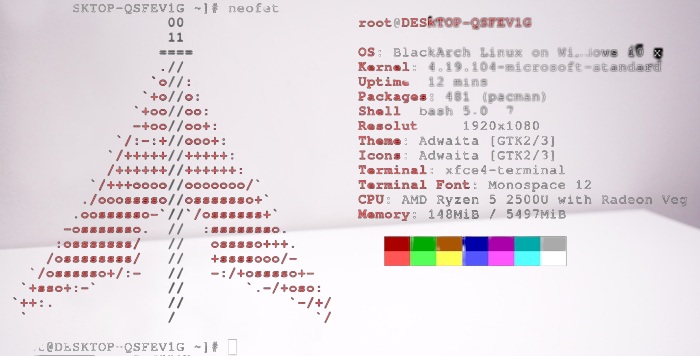 SKTOP-QSFEV1G ~]# neofet
root@DESKTOP-QSFEV1G
OS: BlackArch Linux on Windows 10
Kernel: 4.19.104-microsoft-standard
Uptime 12 mins
Packages: 481 (pacman)
Shell bash 5.0 7
Resolut 1920x1080
Theme: Adwaita [GTK2/3]
Icons: Adwaita [GTK2/3]
Terminal: xfce4-terminal
Terminal Font: Monospace 12
CPU: AMD Ryzen 5 2500U with Radeon Veg
Memory: 148MiB / 5497MiB
00
11
====
.//
`o//:
`+o//o:
`+oo//oo:
-+oo//oo+:
`/:-:+//ooo+:
`/+++++//+++++:
`/++++++//++++++:
`/+++oooo//ooooooo/`
./ooosssso//osssssso+`
.oossssso-`//`/ossssss+`
-osssssso. // :ssssssso.
:osssssss/ // osssso+++.
/ossssssss/ // +ssssooo/-
`/ossssso+/:- // -:/+osssso+-
`+sso+:-` // `.-/+oso:
`++:. // `-/+/
.` / `/
@DESKTOP-QSFEV1G ~]#